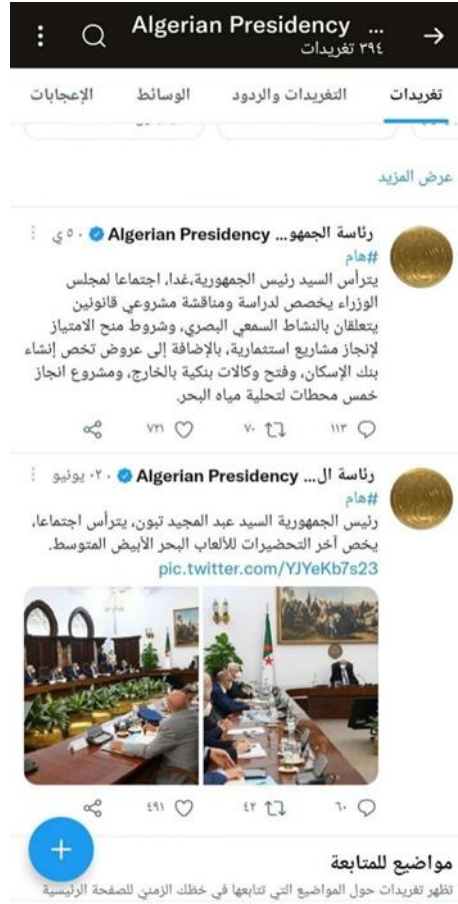 Algerian Presidency ...
٣٩٤ تغريدات
تغريدات التغريدات والردود الوسائط الإعجابات
عرض المزيد
رئاسة الجمهو... Algerian Presidency · ٥٠ ي
#هام
يترأس السيد رئيس الجمهورية،غدا، اجتماعا لمجلس
الوزراء يخصص لدراسة ومناقشة مشروعي قانونين
يتعلقان بالنشاط السمعي البصري، وشروط منح الامتياز
لإنجاز مشاريع استثمارية، بالإضافة إلى عروض تخص إنشاء
بنك الإسكان، وفتح وكالات بنكية بالخارج، ومشروع انجاز
خمس محطات لتحلية مياه البحر.
١١٣ ٧٠ ٧٢١
رئاسة ال... Algerian Presidency · ٢٠ يونيو
#هام
رئيس الجمهورية السيد عبد المجيد تبون، يترأس اجتماعا،
يخص آخر التحضيرات للألعاب البحر الأبيض المتوسط.
pic.twitter.com/YJYeKb7s23
٦٠ ٤٢ ٤٩١
مواضيع للمتابعة
تظهر تغريدات حول المواضيع التي تتابعها في خطك الزمني للصفحة الرئيسية